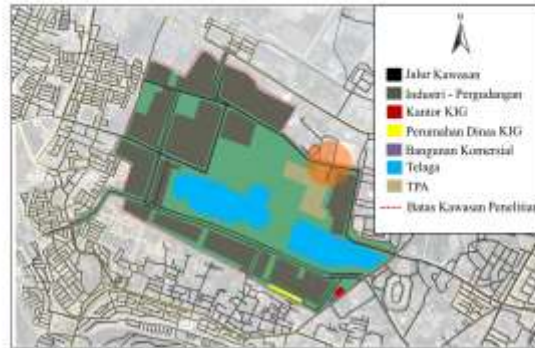 N
Jalur Kawasan
Industri - Pergudangan
Kantor KIG
Perumahan Dinas KIG
Bangunan Komersial
Telaga
TPA
Batas Kawasan Penelitian